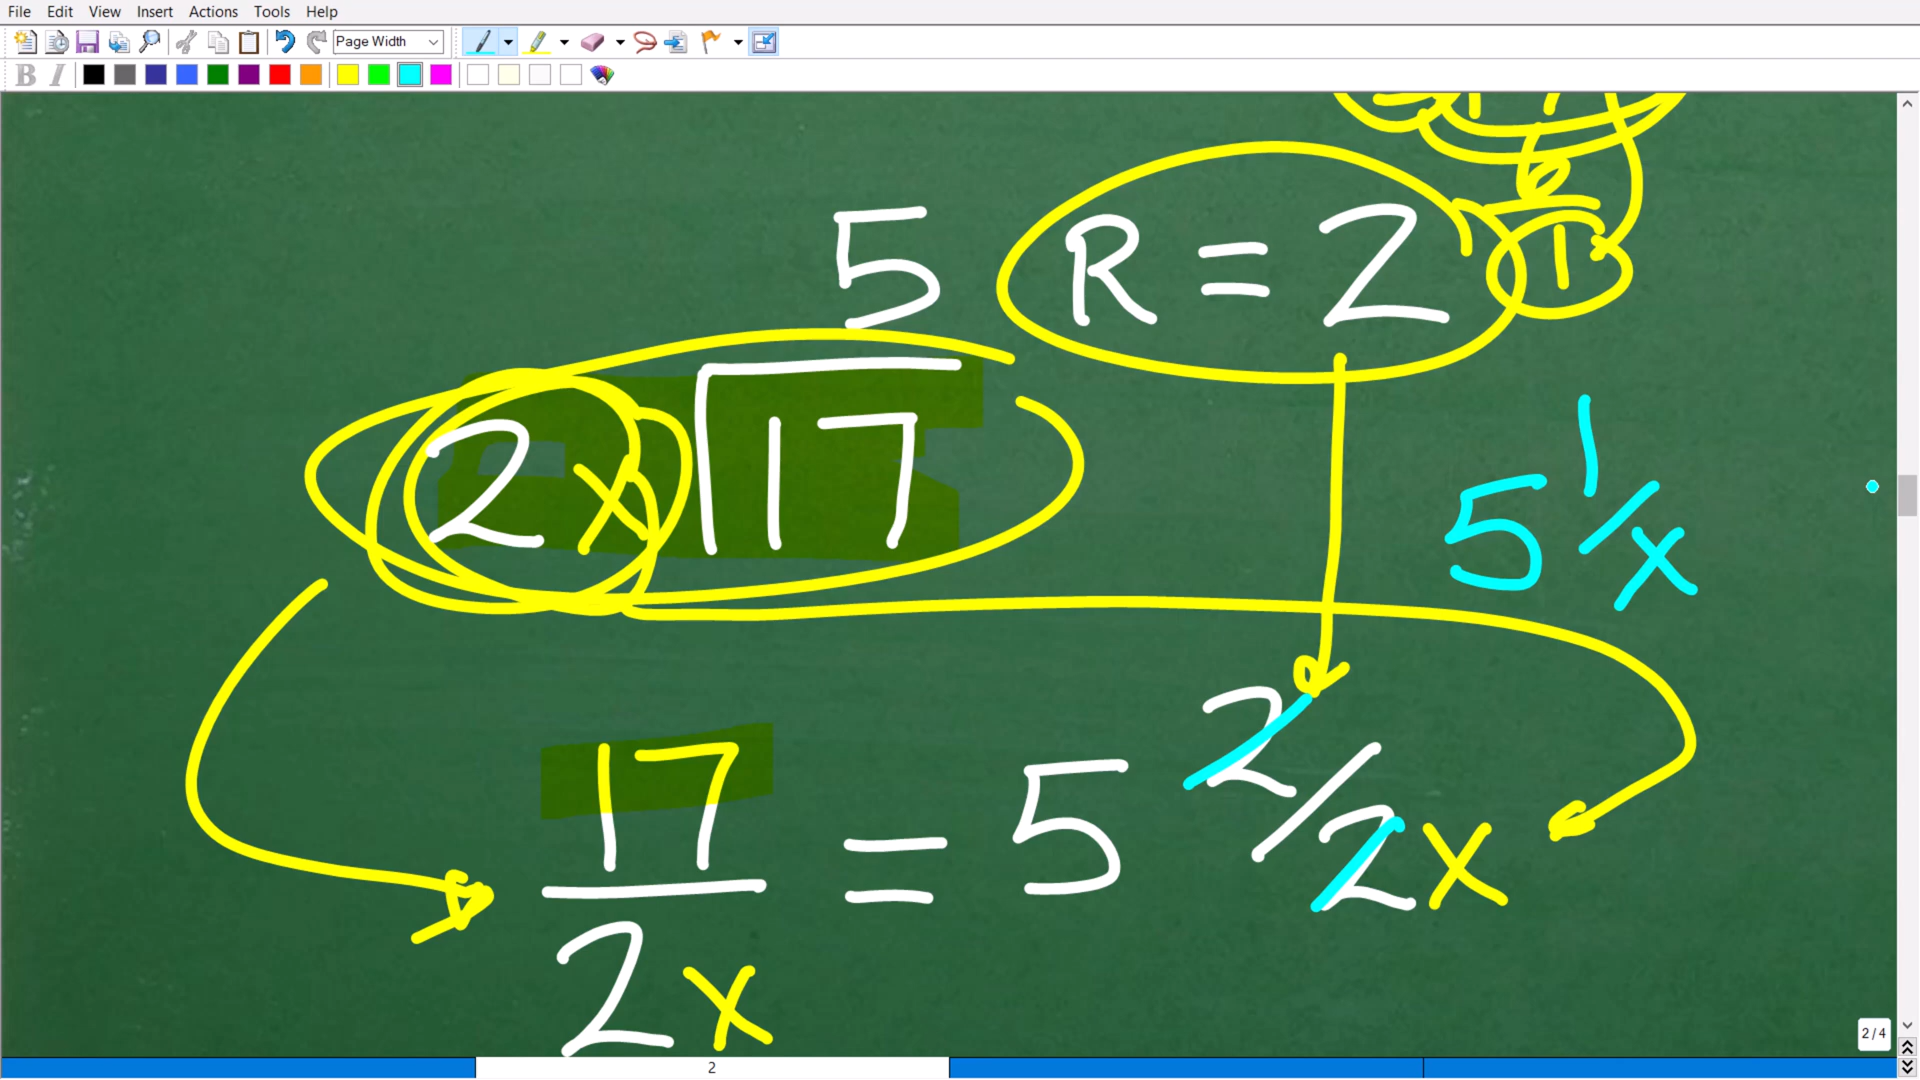 File Edit View Insert Actions Tools Help
Page Width
B I
5 R = 2
1
2x 17
5 1/x
17/2x = 5 2/2x
2 / 4
2